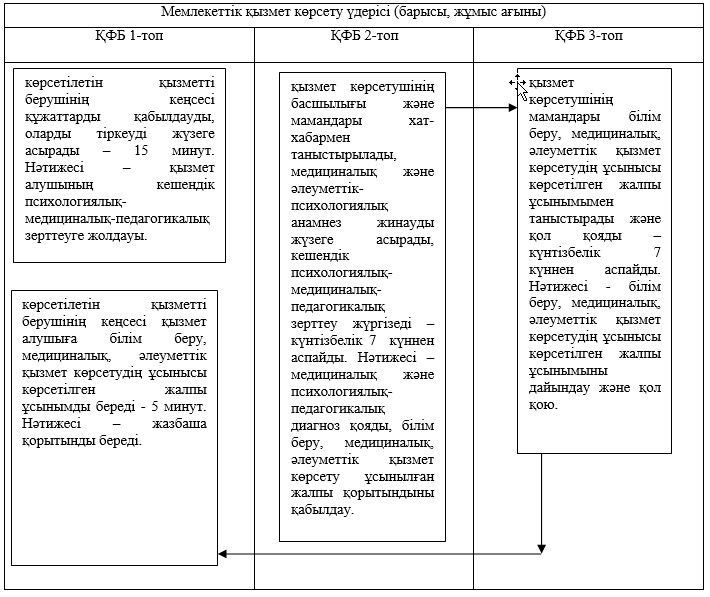 Мемлекеттік қызмет көрсету үдерісі (барысы, жұмыс ағыны)
ҚФБ 1-топ
ҚФБ 2-топ
ҚФБ 3-топ
көрсетілетін қызметті
берушінің кеңсесі
құжаттарды қабылдауды,
оларды тіркеуді жүзеге
асырады – 15 минут.
Нәтижесі – қызмет
алушының кешендік
психологиялық-
медициналық-педагогикалық
зерттеуге жолдауы.
көрсетілетін қызметті
берушінің кеңсесі қызмет
алушыға білім беру,
медициналық, әлеуметтік
қызмет көрсетудің ұсынысы
көрсетілген жалпы
ұсынымды береді - 5 минут.
Нәтижесі – жазбаша
қорытынды береді.
қызмет көрсетушінің
басшылығы және
мамандары хат-
хабармен
таныстырылады,
медициналық және
әлеуметтік-
психологиялық
анамнез жинауды
жүзеге асырады,
кешендік
психологиялық-
медициналық-
педагогикалық
зерттеу жүргізеді –
күнтізбелік 7 күннен
аспайды. Нәтижесі –
медициналық және
психологиялық-
педагогикалық
диагноз қояды, білім
беру, медициналық,
әлеуметтік қызмет
көрсету ұсынылған
жалпы қорытындыны
қабылдау.
қызмет
көрсетушінің
мамандары білім
беру, медициналық,
әлеуметтік қызмет
көрсетудің ұсынысы
көрсетілген жалпы
ұсынымымен
таныстырады және
қол қояды –
күнтізбелік 7
күннен аспайды.
Нәтижесі - білім
беру, медициналық,
әлеуметтік қызмет
көрсетудің ұсынысы
көрсетілген жалпы
ұсынымыны
дайындау және қол
қою.